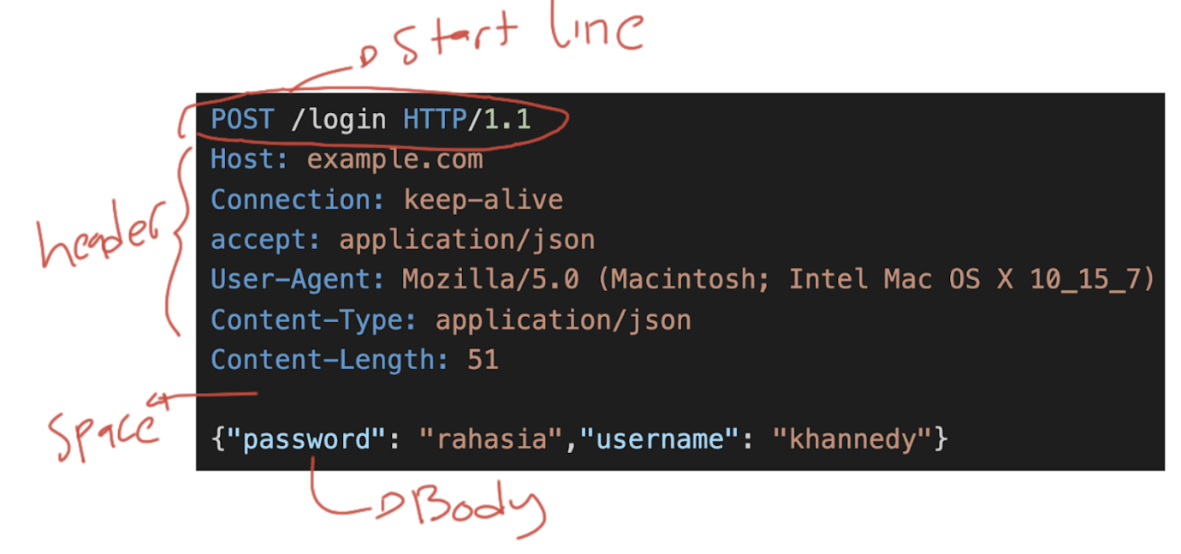 Start line
POST /login HTTP/1.1
Host: example.com
Connection: keep-alive
header
accept: application/json
User-Agent: Mozilla/5.0 (Macintosh; Intel Mac OS X 10_15_7)
Content-Type: application/json
Content-Length: 51
Space
{"password": "rahasia","username": "khannedy"}
Body